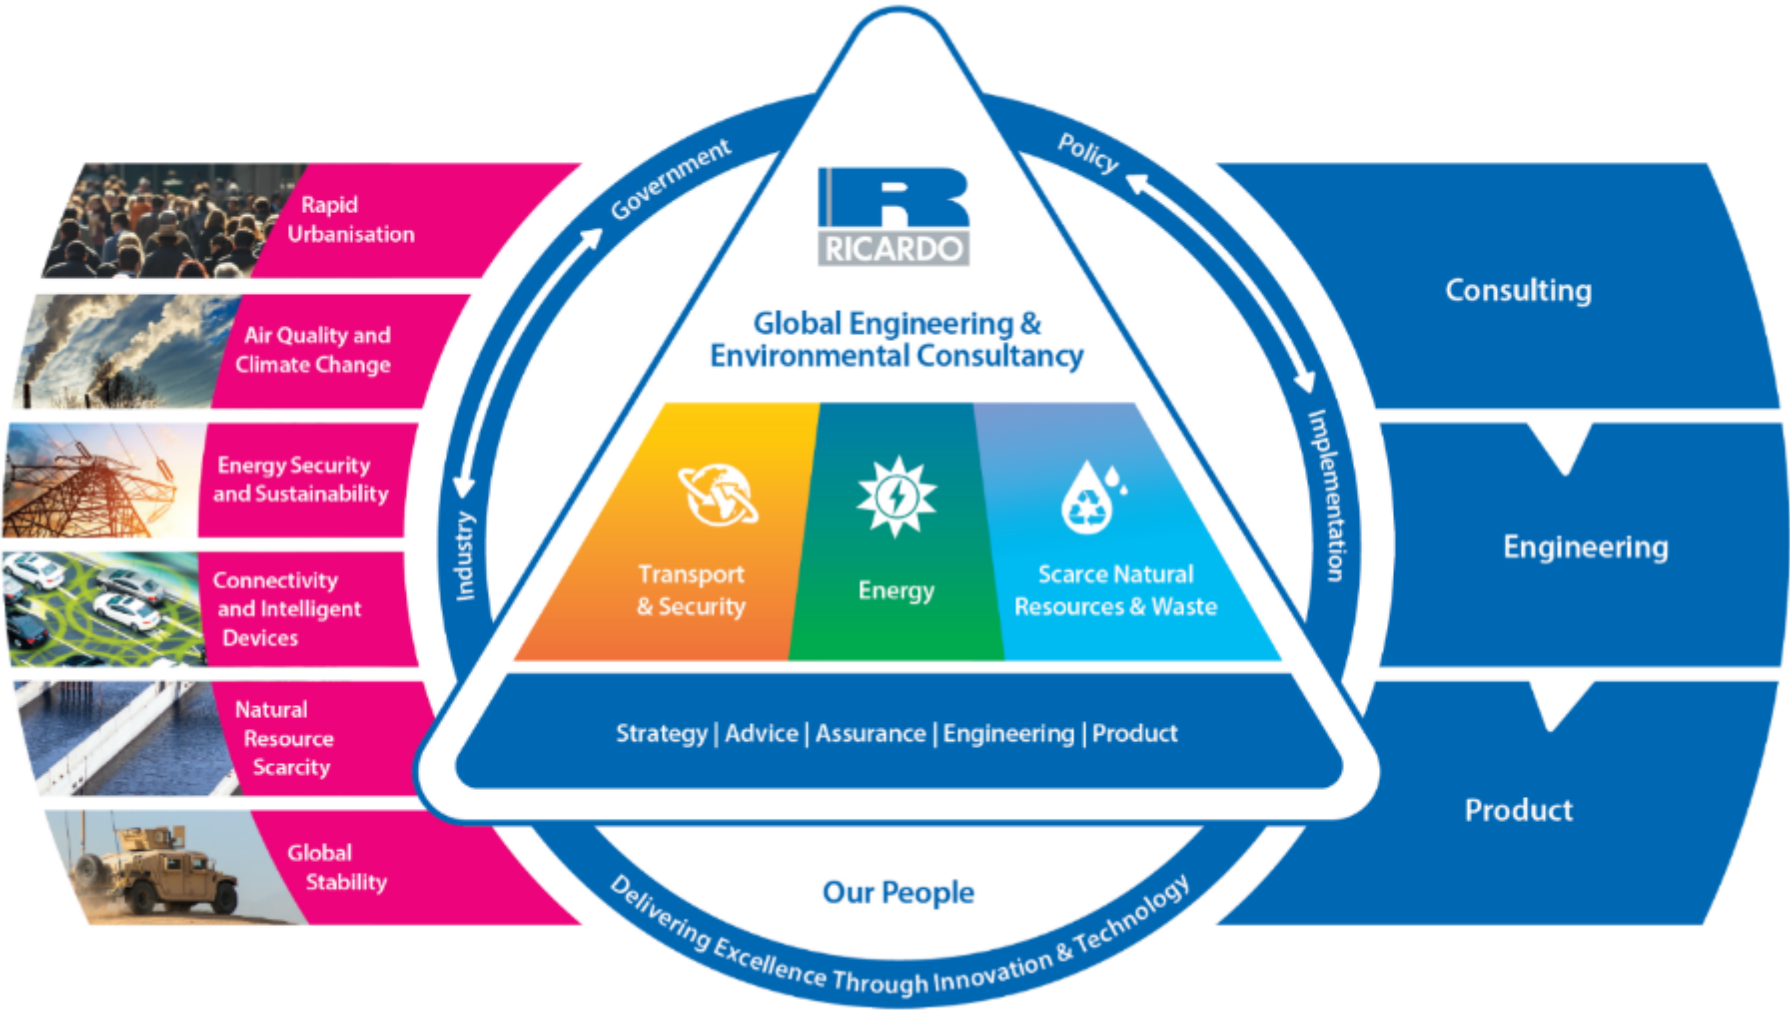 Rapid
Urbanisation
Air Quality and
Climate Change
Energy Security
and Sustainability
Connectivity
and Intelligent
Devices
Natural
Resource
Scarcity
Global
Stability
Government
Industry
Policy
Implementation
R
RICARDO
Global Engineering &
Environmental Consultancy
Transport
& Security
Energy
Scarce Natural
Resources & Waste
Strategy | Advice | Assurance | Engineering | Product
Our People
Delivering Excellence Through Innovation & Technology
Consulting
Engineering
Product